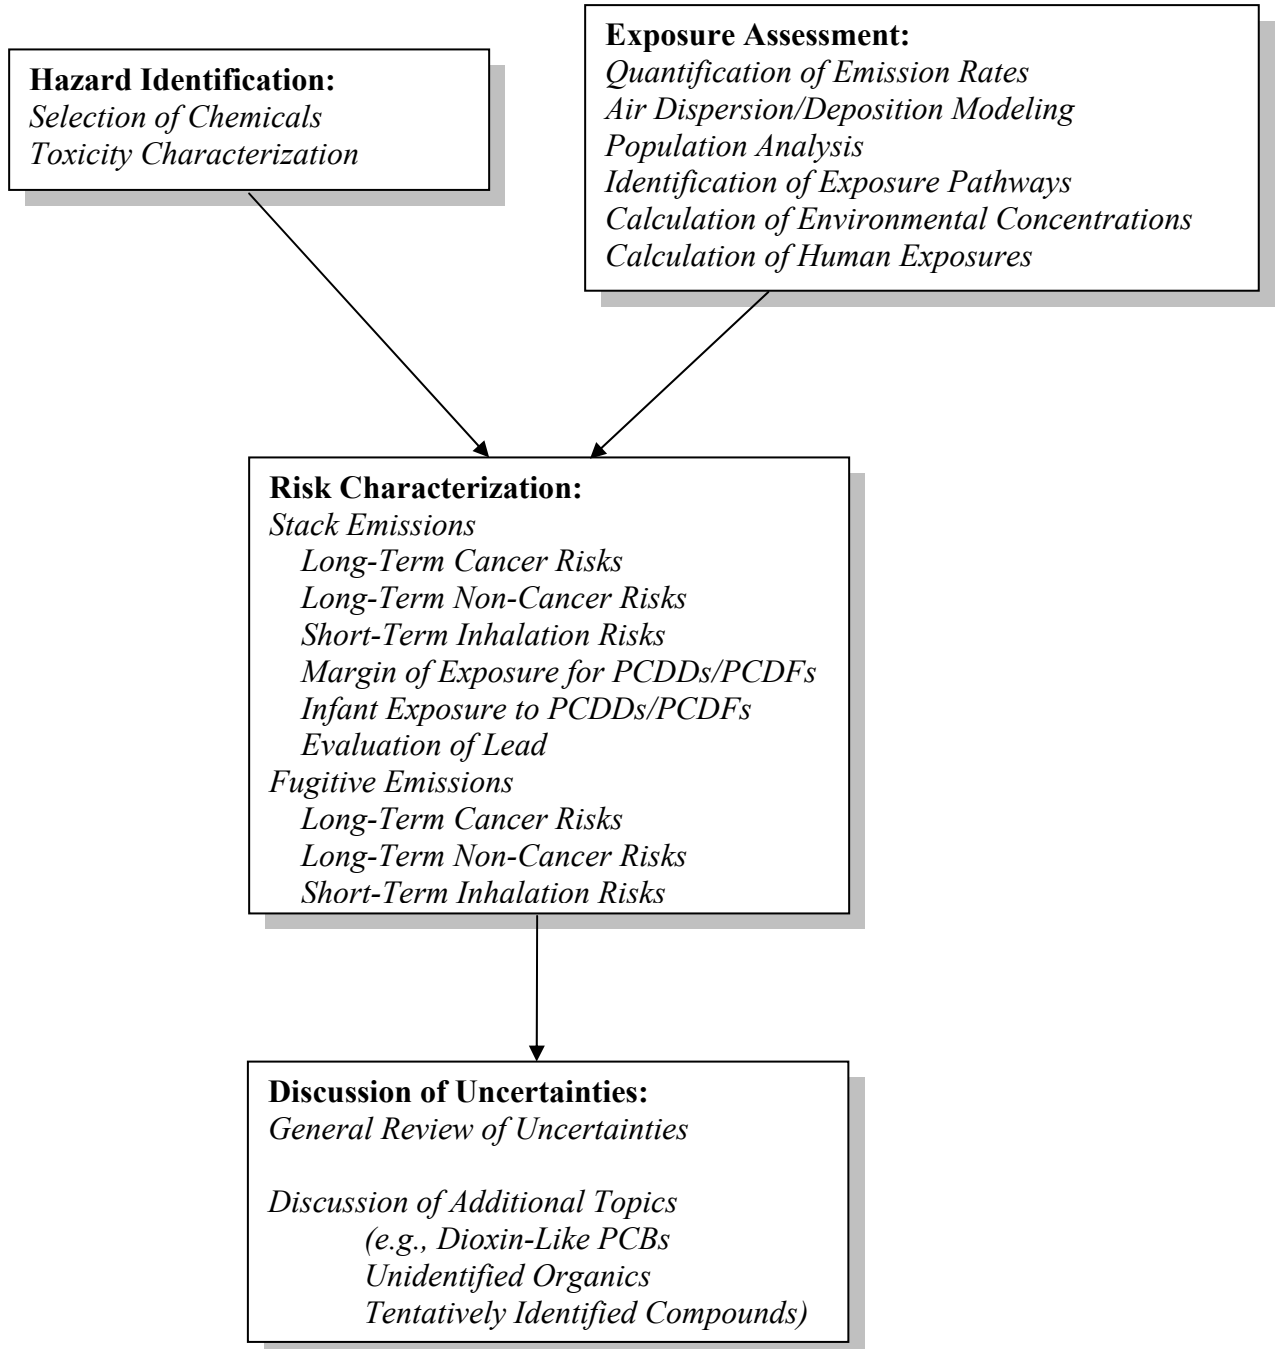 Hazard Identification:
Selection of Chemicals
Toxicity Characterization
Exposure Assessment:
Quantification of Emission Rates
Air Dispersion/Deposition Modeling
Population Analysis
Identification of Exposure Pathways
Calculation of Environmental Concentrations
Calculation of Human Exposures
Risk Characterization:
Stack Emissions
Long-Term Cancer Risks
Long-Term Non-Cancer Risks
Short-Term Inhalation Risks
Margin of Exposure for PCDDs/PCDFs
Infant Exposure to PCDDs/PCDFs
Evaluation of Lead
Fugitive Emissions
Long-Term Cancer Risks
Long-Term Non-Cancer Risks
Short-Term Inhalation Risks
Discussion of Uncertainties:
General Review of Uncertainties
Discussion of Additional Topics
(e.g., Dioxin-Like PCBs
Unidentified Organics
Tentatively Identified Compounds)